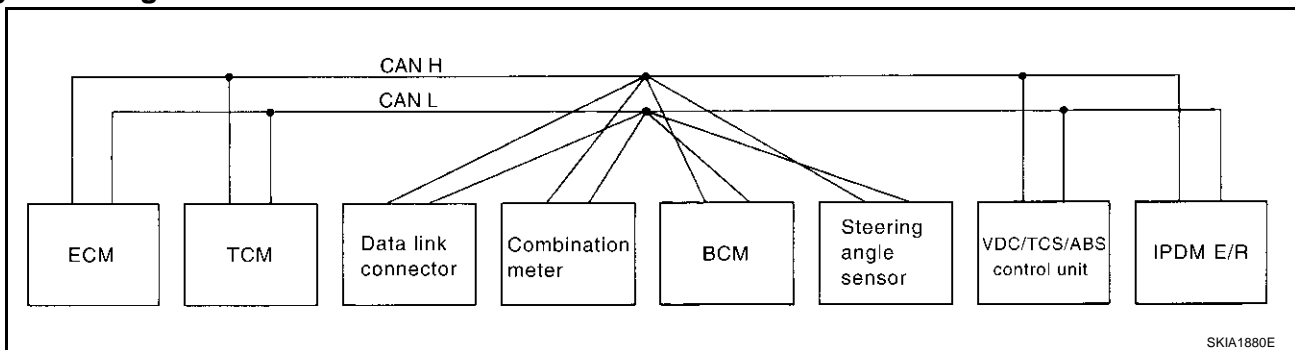 CAN H
CAN L
ECM
TCM
Data link
connector
Combination
meter
BCM
Steering
angle
sensor
VDC/TCS/ABS
control unit
IPDM E/R
SKIA1880E